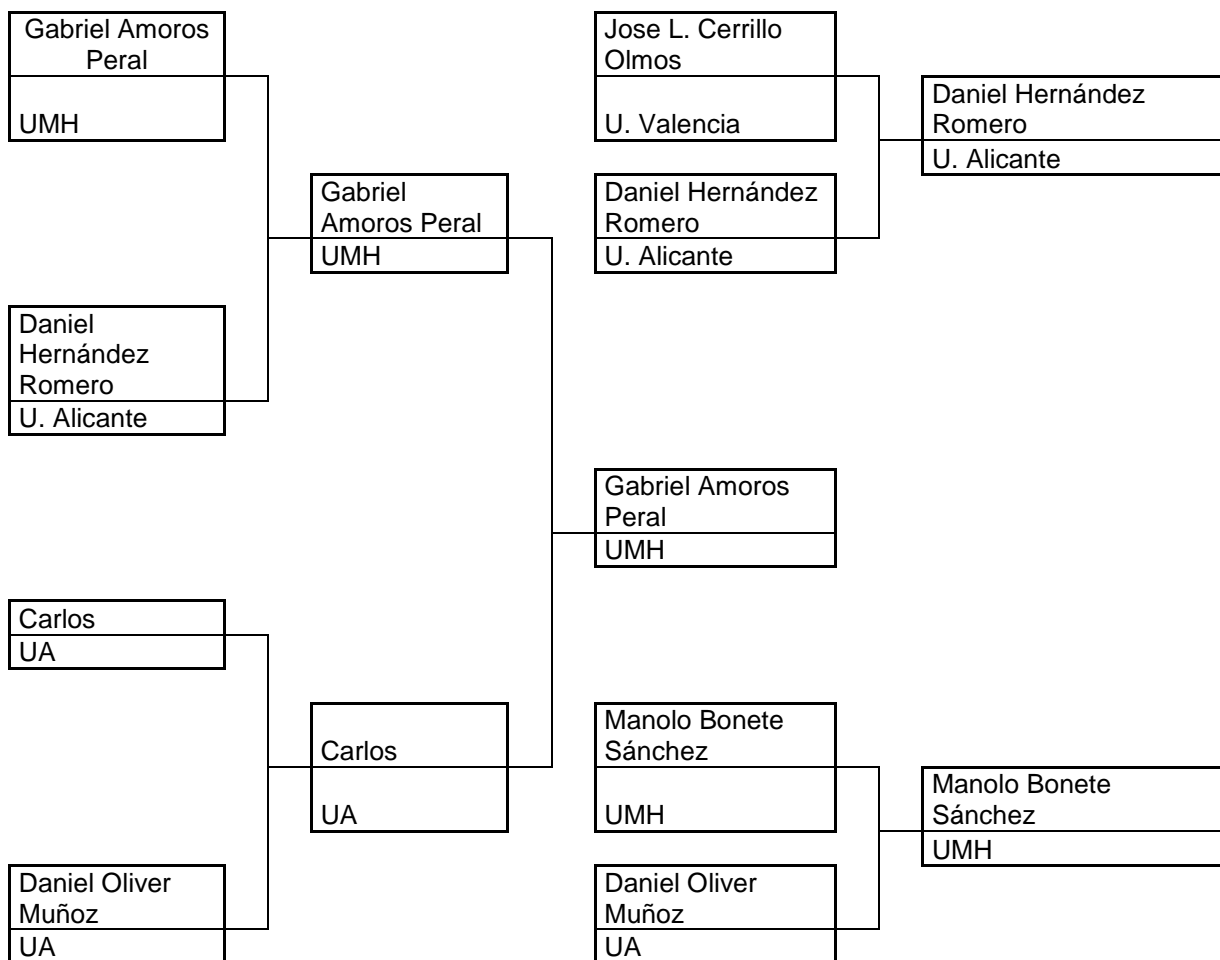 Gabriel Amoros
Peral
UMH
Daniel
Hernández
Romero
U. Alicante
Carlos
UA
Daniel Oliver
Muñoz
UA
Gabriel
Amoros Peral
UMH
Carlos
UA
Gabriel Amoros
Peral
UMH
Jose L. Cerrillo
Olmos
U. Valencia
Daniel Hernández
Romero
U. Alicante
Daniel Hernández
Romero
U. Alicante
Manolo Bonete
Sánchez
UMH
Daniel Oliver
Muñoz
UA
Manolo Bonete
Sánchez
UMH